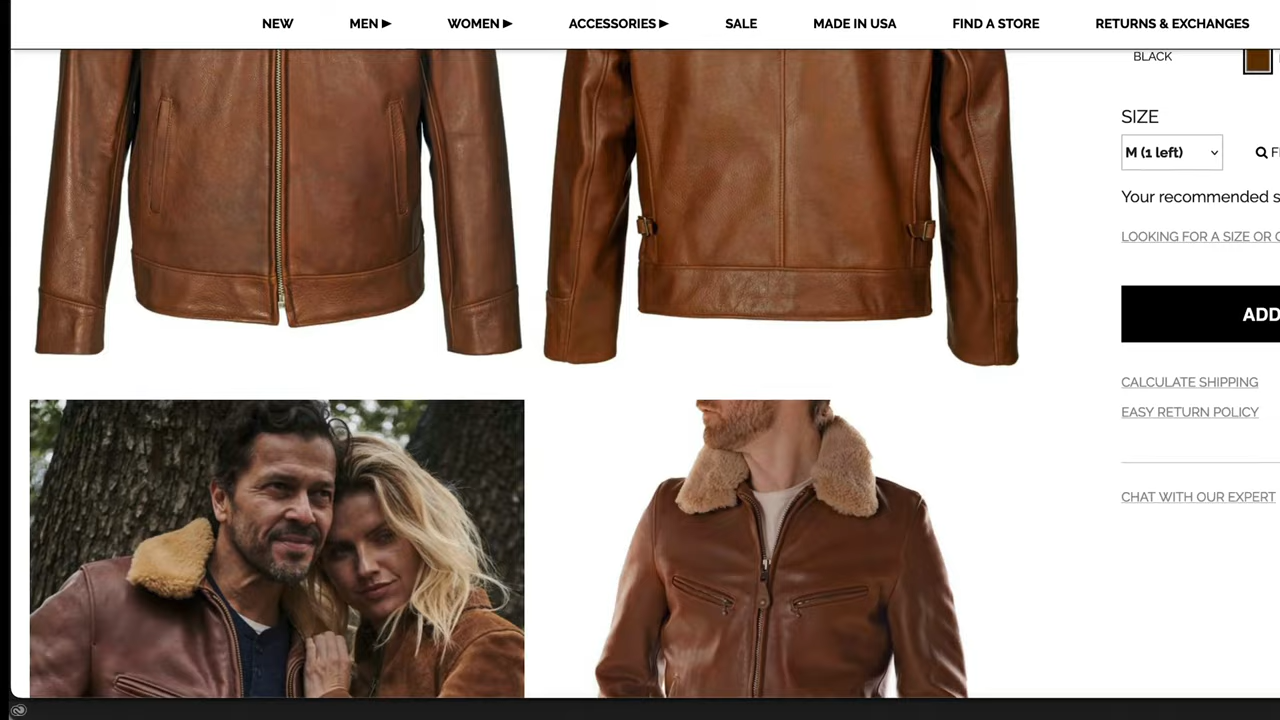 NEW MEN ▶ WOMEN ▶ ACCESSORIES ▶ SALE MADE IN USA FIND A STORE RETURNS & EXCHANGES
BLACK
SIZE
M (1 left)
Your recommended
LOOKING FOR A SIZE OR
ADD
CALCULATE SHIPPING
EASY RETURN POLICY
CHAT WITH OUR EXPERT